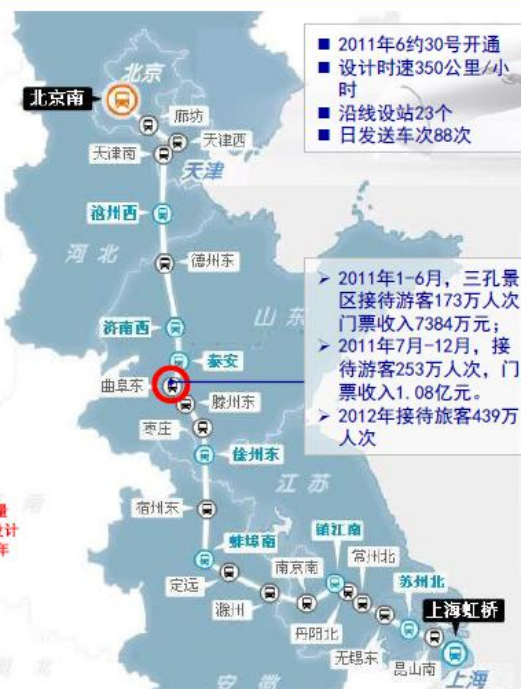 ■ 2011年6约30号开通
■ 设计时速350公里/小
时
■ 沿线设站23个
■ 日发送车次88次
北京
北京南
廊坊
天津西
天津南
天津
沧州西
河北
德州东
济南西
山东
泰安
曲阜东
滕州东
枣庄
徐州东
➢ 2011年1-6月，三孔景
区接待游客173万人次
门票收入7384万元；
➢ 2011年7月-12月，接
待游客253万人次，门
票收入1.08亿元。
➢ 2012年接待旅客439万
人次
江苏
宿州东
量
设计
年
蚌埠南
镇江南
常州北
南京南
定远
苏州北
滁州
上海虹桥
丹阳北
无锡东
昆山南
上海
安徽